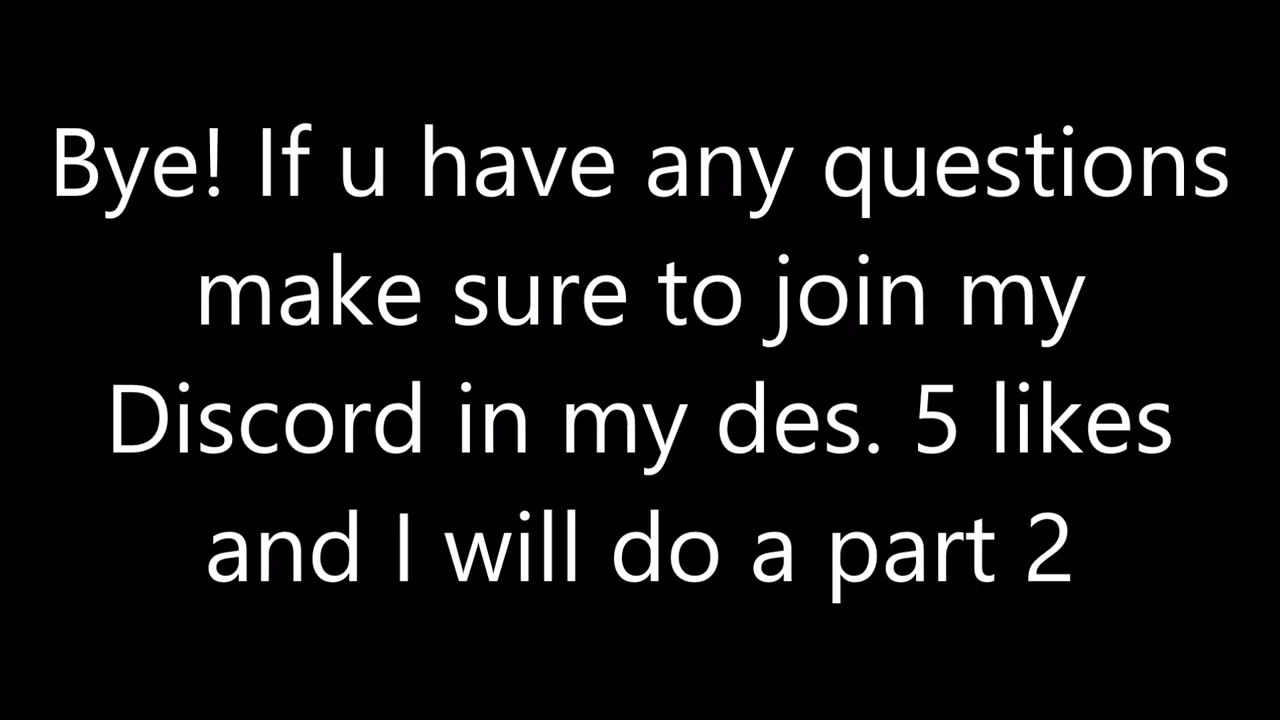 Bye! If u have any questions
make sure to join my
Discord in my des. 5 likes
and I will do a part 2